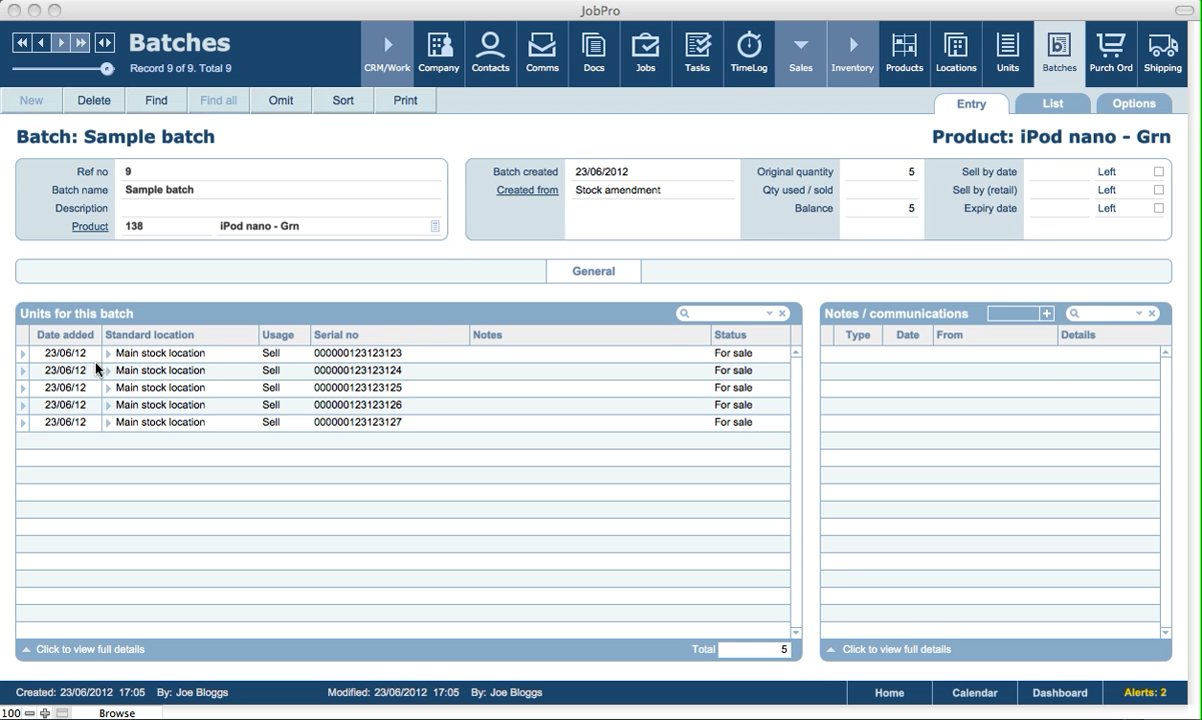 JobPro
Batches
Record 9 of 9. Total 9
CRM/Work Company Contacts Comms Docs Jobs Tasks TimeLog Sales Inventory Products Locations Units Batches Purch Ord Shipping
New Delete Find Find all Omit Sort Print
Entry List Options
Batch: Sample batch
Product: iPod nano - Grn
Ref no 9
Batch name Sample batch
Description
Product 138 iPod nano - Grn
Batch created 23/06/2012
Created from Stock amendment
Original quantity 5
Qty used / sold
Balance 5
Sell by date Left
Sell by (retail) Left
Expiry date Left
General
Units for this batch
Date added Standard location Usage Serial no Notes Status
23/06/12 Main stock location Sell 000000123123123 For sale
23/06/12 Main stock location Sell 000000123123124 For sale
23/06/12 Main stock location Sell 000000123123125 For sale
23/06/12 Main stock location Sell 000000123123126 For sale
23/06/12 Main stock location Sell 000000123123127 For sale
Click to view full details Total 5
Notes / communications
Type Date From Details
Click to view full details
Created: 23/06/2012 17:05 By: Joe Bloggs Modified: 23/06/2012 17:05 By: Joe Bloggs
Home Calendar Dashboard Alerts: 2
100 Browse